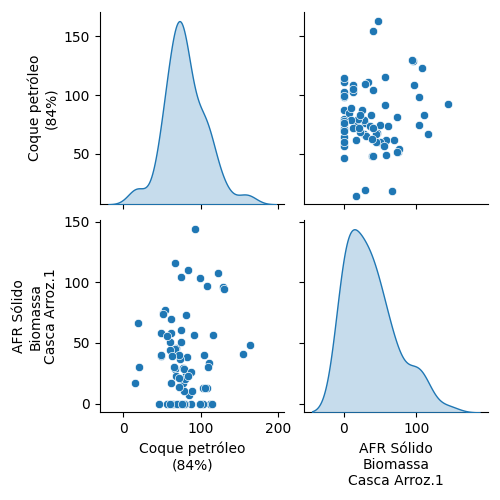 150
100
50
Coque petróleo
(84%)
150
100
50
0
AFR Sólido
Biomassa
Casca Arroz.1
0
100
200
Coque petróleo
(84%)
0
100
AFR Sólido
Biomassa
Casca Arroz.1